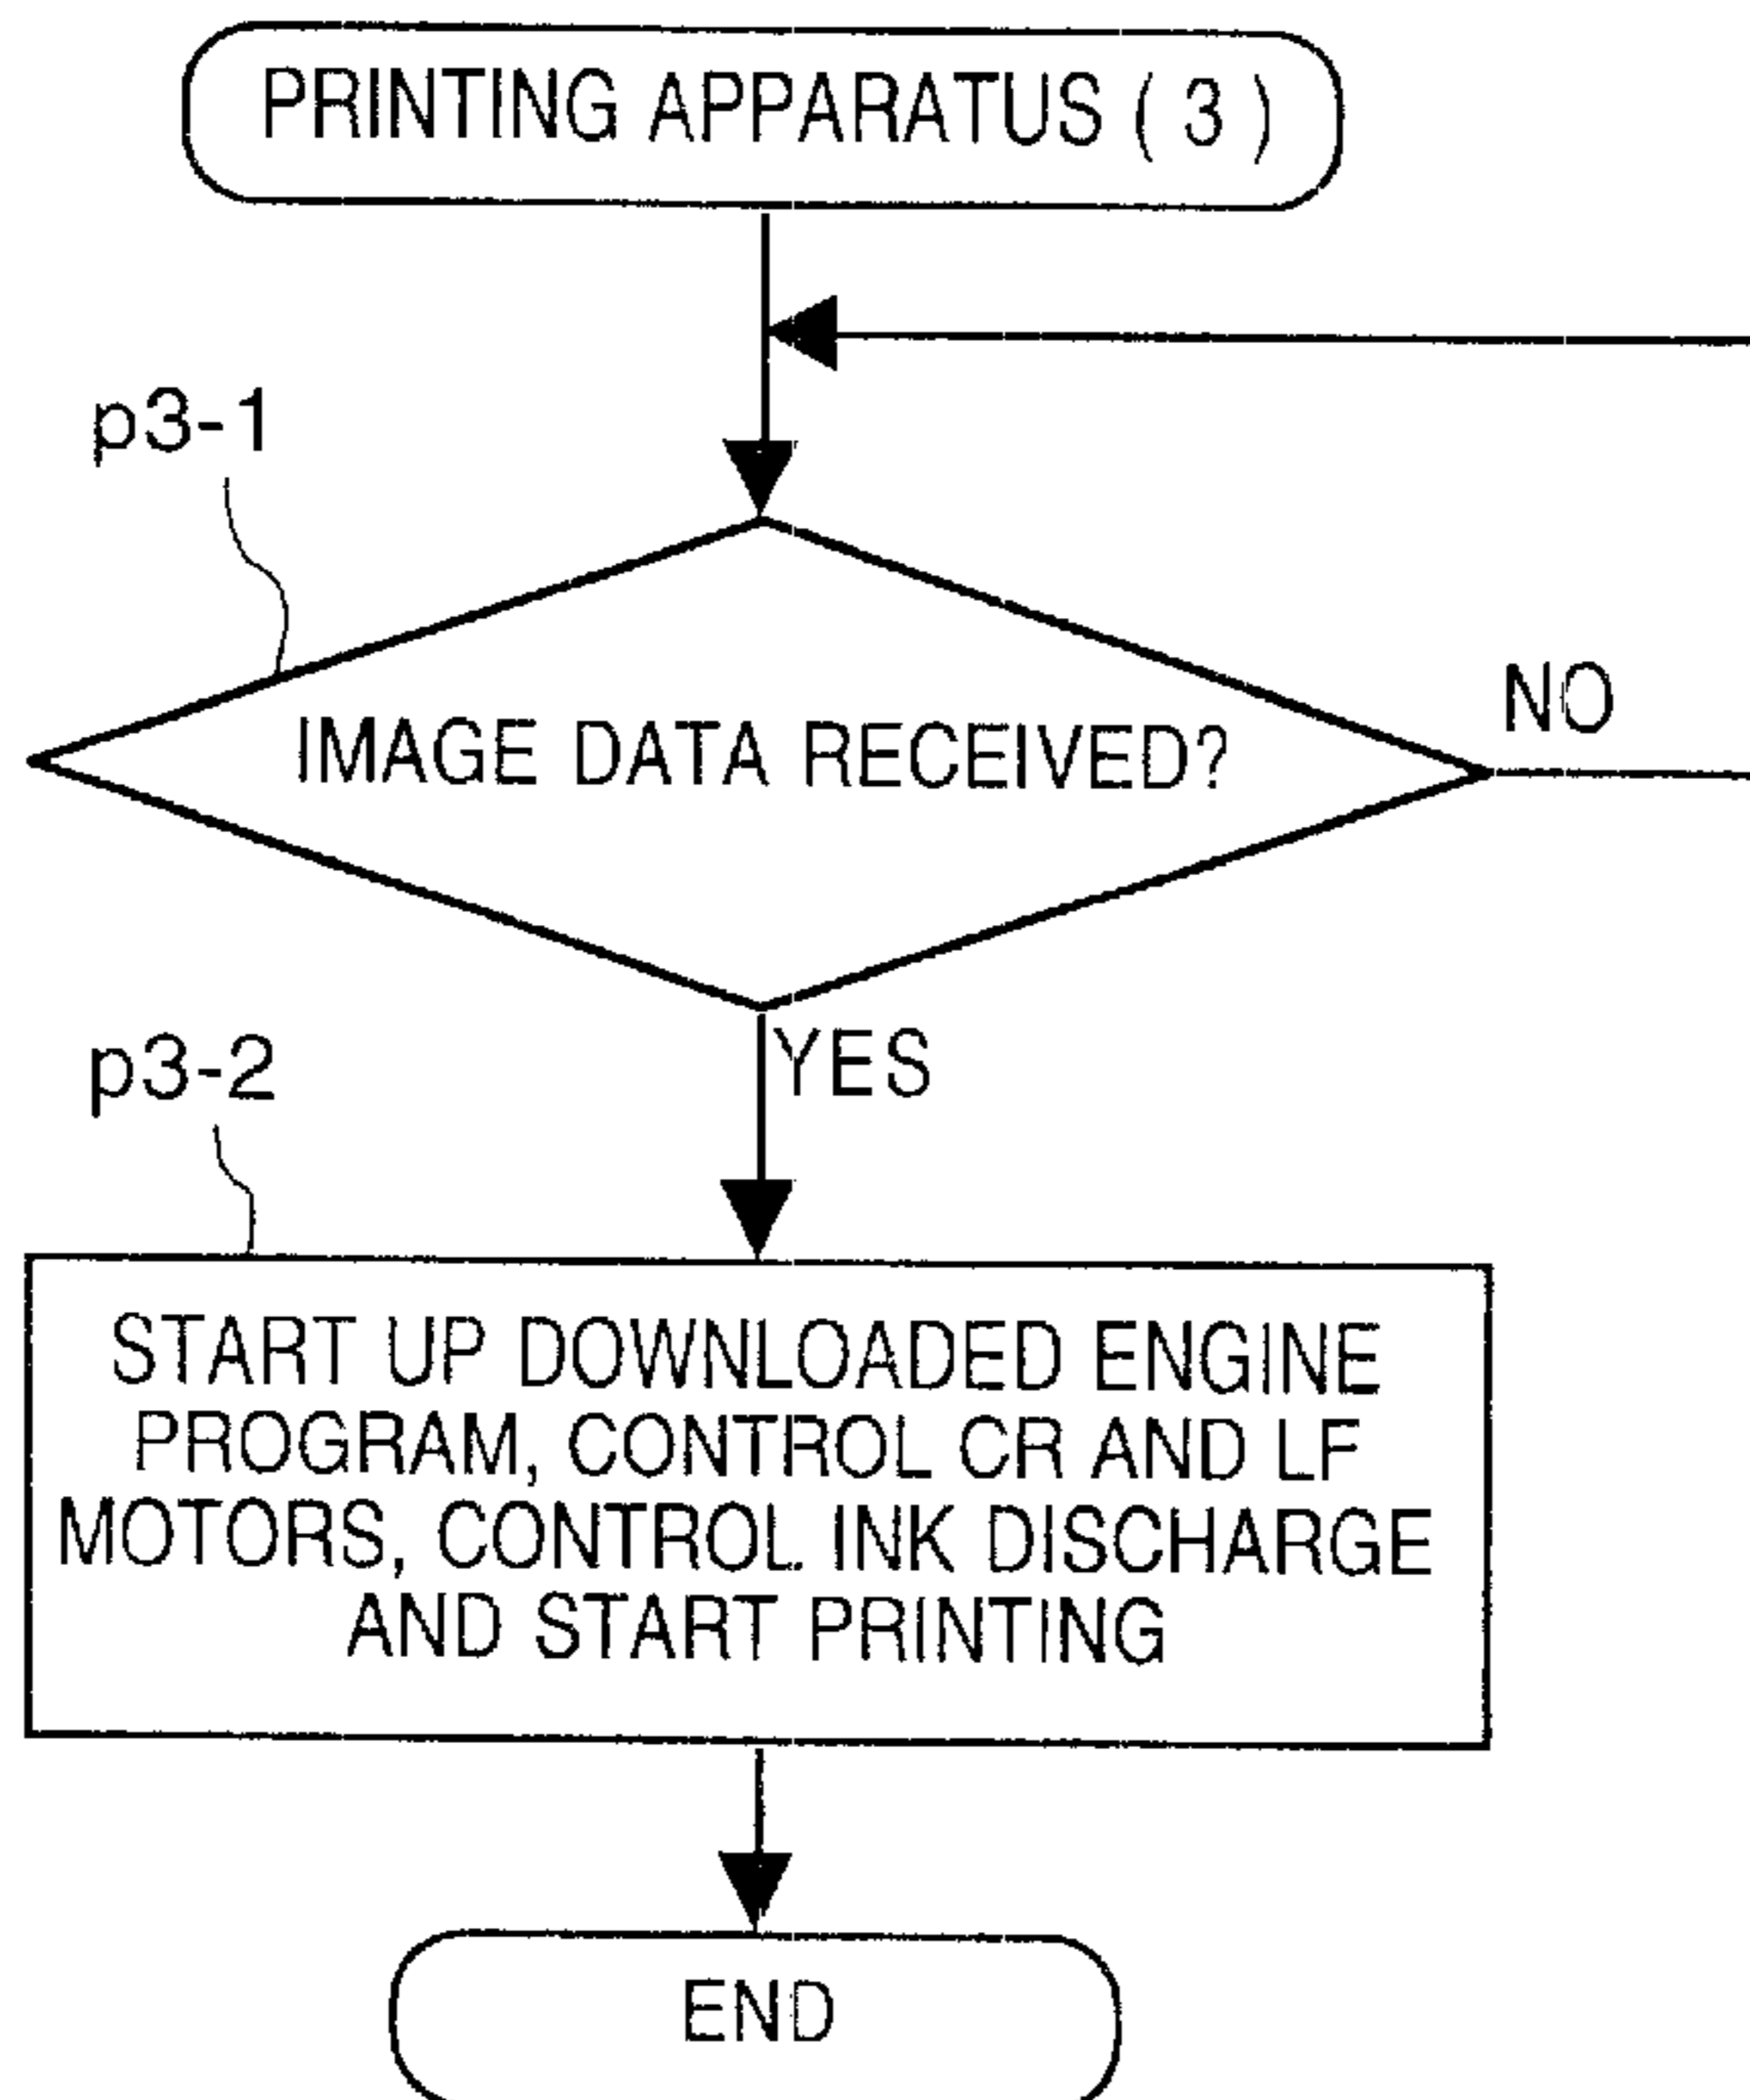 PRINTING APPARATUS ( 3 )
p3-1
IMAGE DATA RECEIVED?
NO
YES
p3-2
START UP DOWNLOADED ENGINE
PROGRAM, CONTROL CR AND LF
MOTORS, CONTROL INK DISCHARGE
AND START PRINTING
END